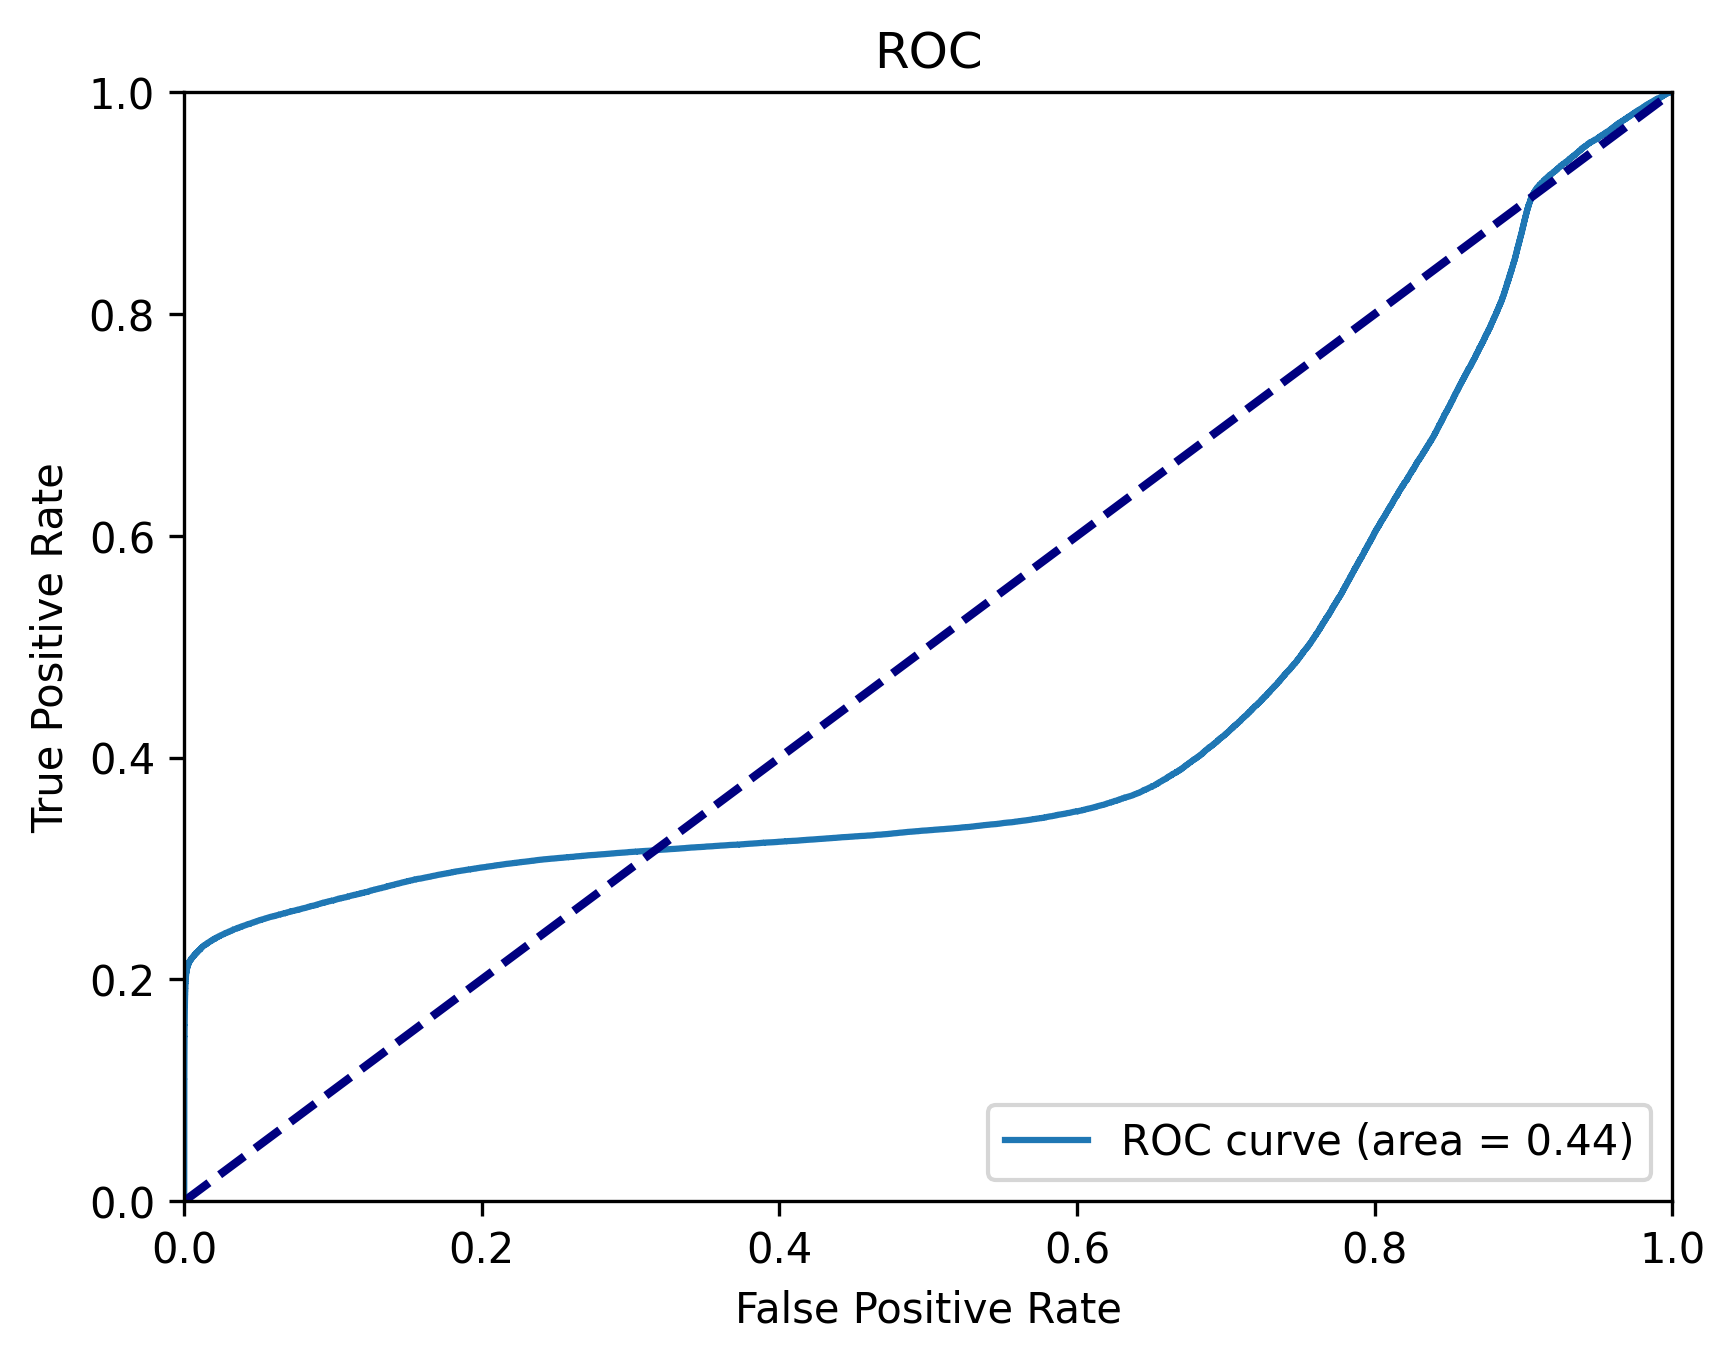 ROC
1.0
0.8
0.6
0.4
0.2
0.0
True Positive Rate
ROC curve (area = 0.44)
0.0 0.2 0.4 0.6 0.8 1.0
False Positive Rate